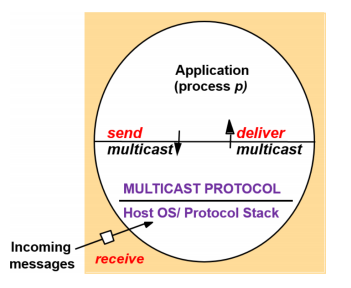 Application
(process p)
send
deliver
multicast
multicast
MULTICAST PROTOCOL
Host OS/ Protocol Stack
Incoming
messages
receive